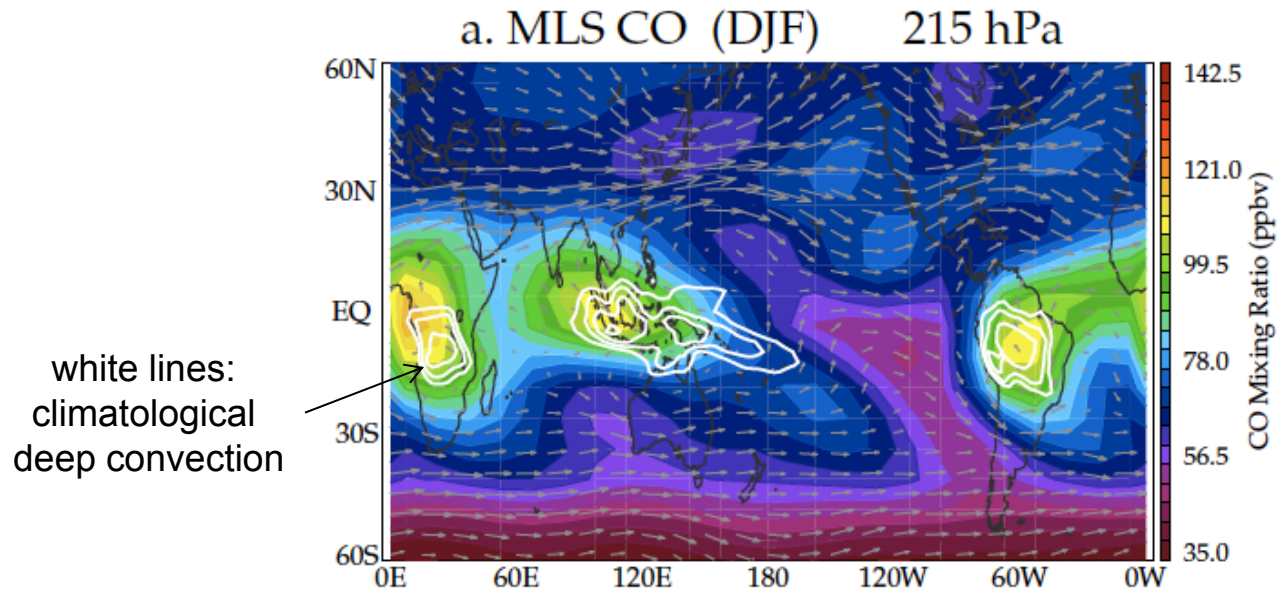 a. MLS CO (DJF) 215 hPa
60N
30N
EQ
30S
60S
0E 60E 120E 180 120W 60W 0W
white lines:
climatological
deep convection
142.5
121.0
99.5
78.0
56.5
35.0
CO Mixing Ratio (ppbv)